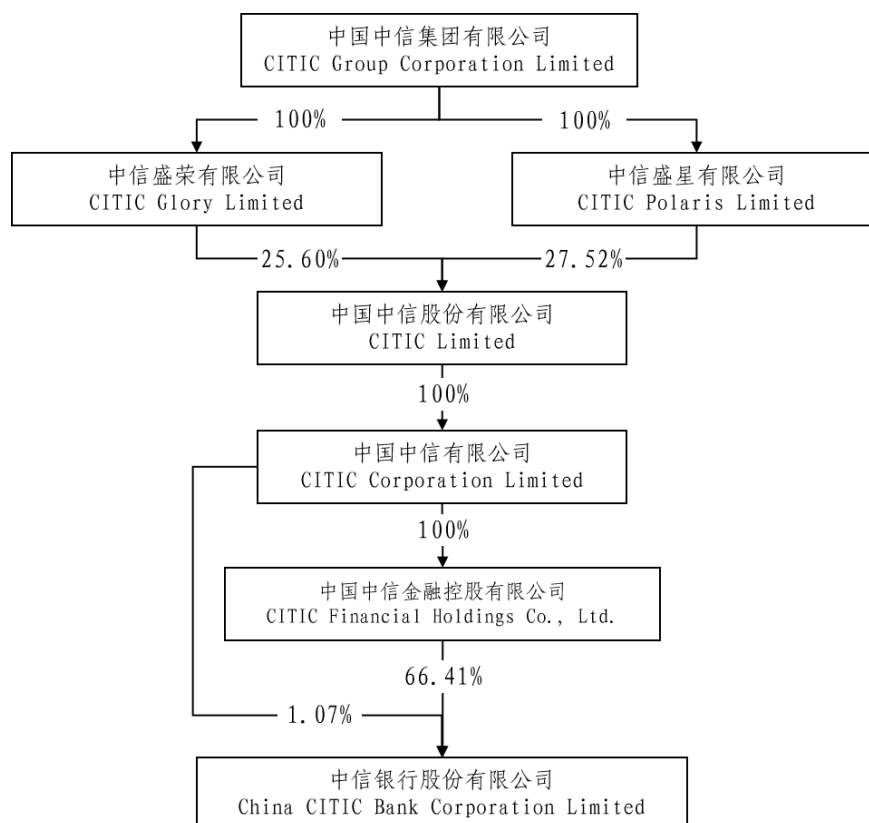 中国中信集团有限公司
CITIC Group Corporation Limited
100%
100%
中信盛荣有限公司
CITIC Glory Limited
中信盛星有限公司
CITIC Polaris Limited
25.60%
27.52%
中国中信股份有限公司
CITIC Limited
100%
中国中信有限公司
CITIC Corporation Limited
100%
中国中信金融控股有限公司
CITIC Financial Holdings Co., Ltd.
66.41%
1.07%
中信银行股份有限公司
China CITIC Bank Corporation Limited